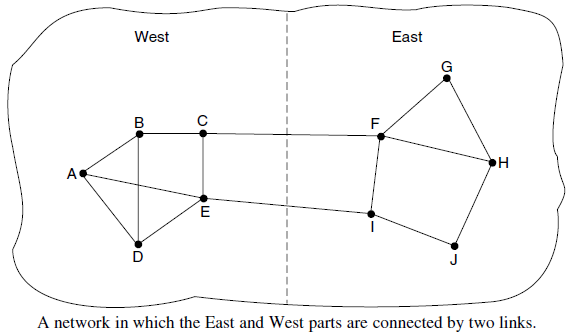 West
East
G
B
C
F
A
H
E
I
D
J
A network in which the East and West parts are connected by two links.